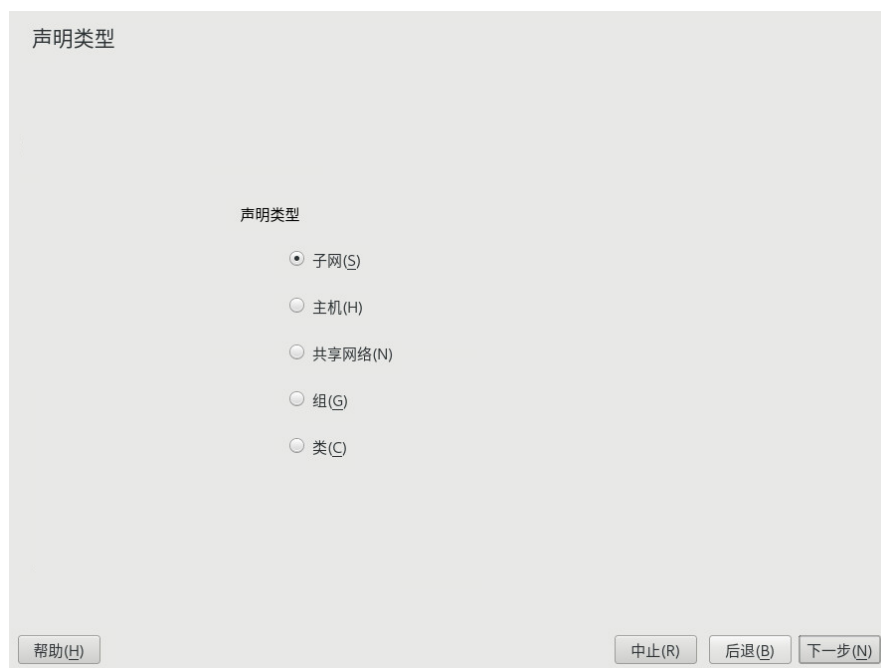 声明类型
声明类型
子网(S)
主机(H)
共享网络(N)
组(G)
类(C)
帮助(H)
中止(R)
后退(B)
下一步(N)